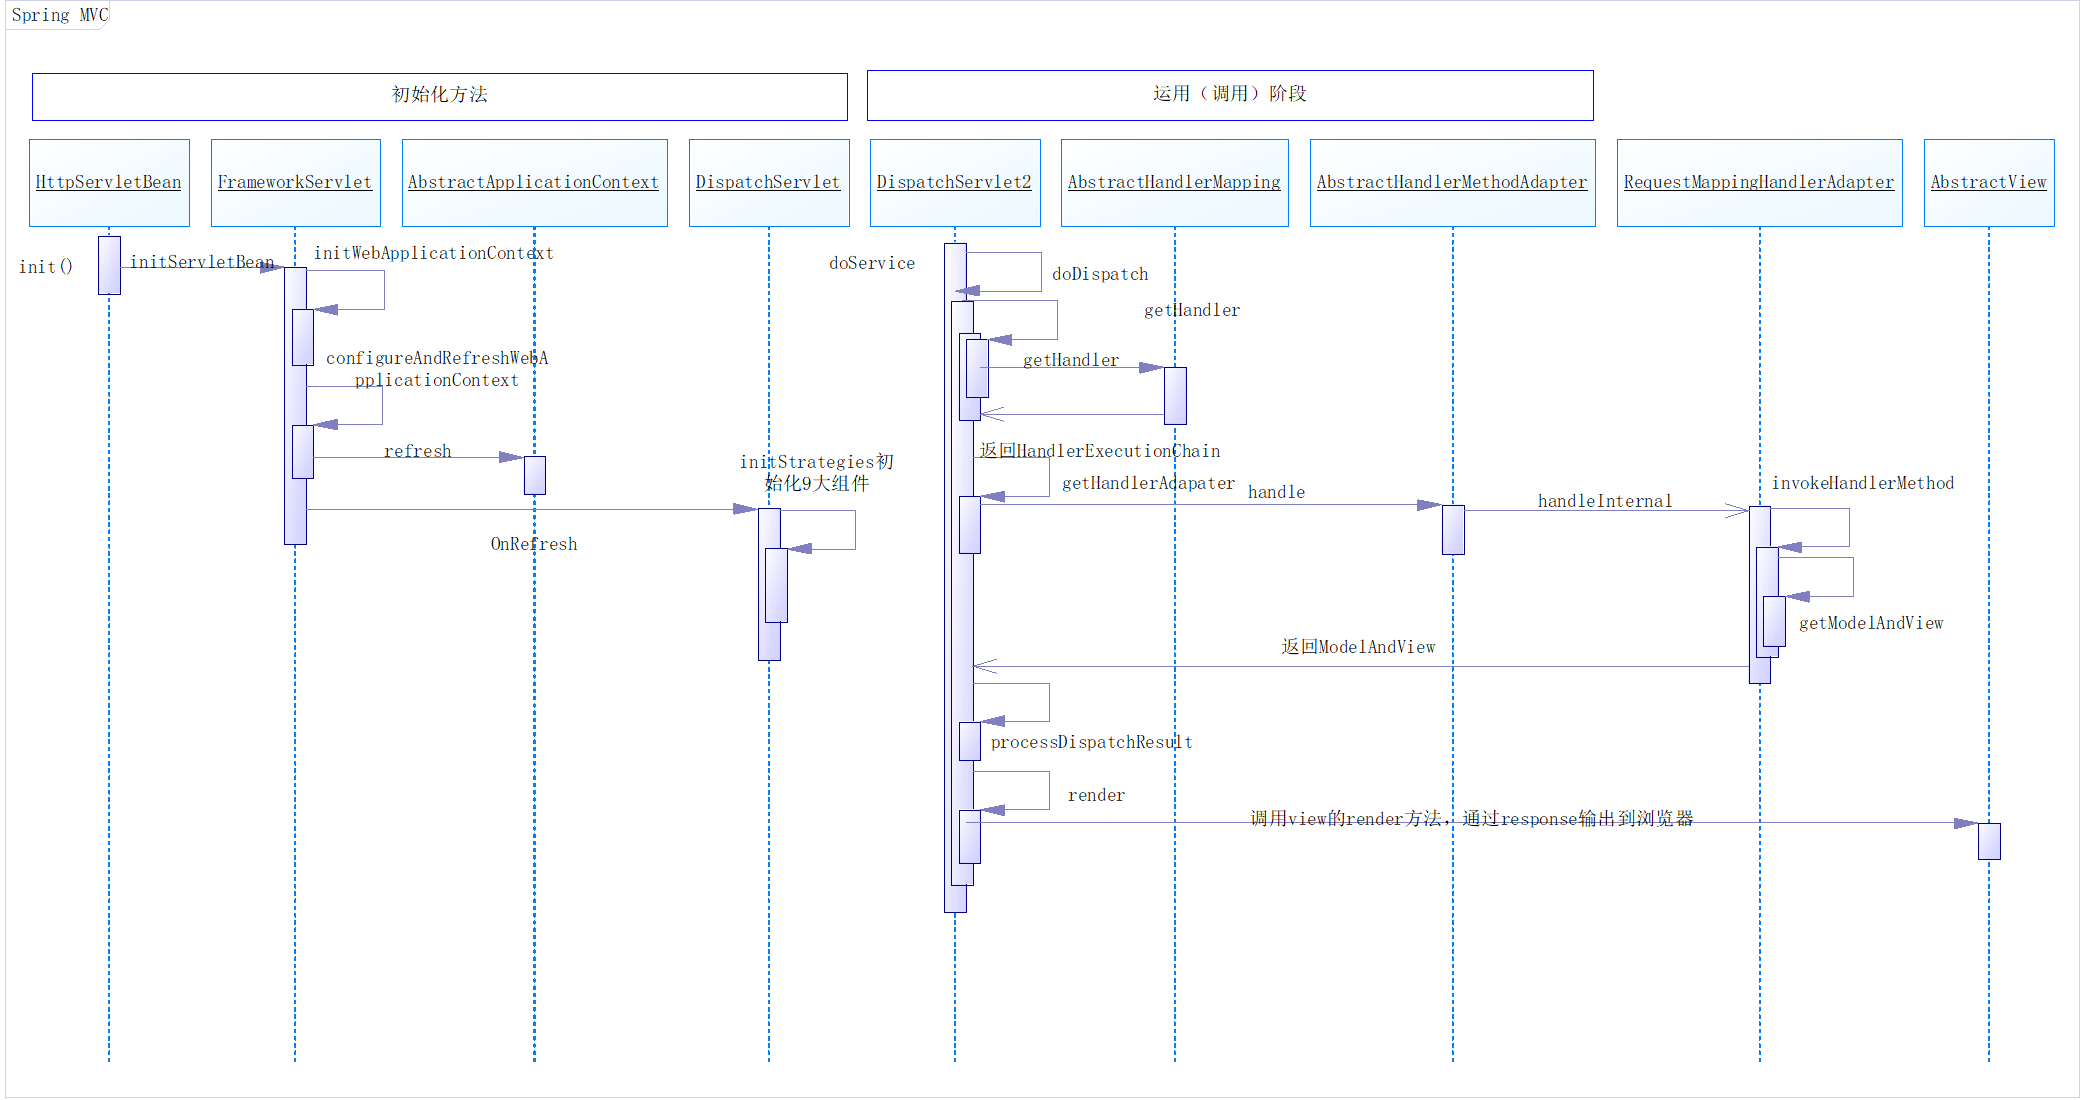 Spring MVC
初始化方法
运用（调用）阶段
HttpServletBean
FrameworkServlet
AbstractApplicationContext
DispatchServlet
DispatchServlet2
AbstractHandlerMapping
AbstractHandlerMethodAdapter
RequestMappingHandlerAdapter
AbstractView
init()
initServletBean
initWebApplicationContext
doService
doDispatch
getHandler
configureAndRefreshWebA
pplicationContext
getHandler
refresh
返回HandlerExecutionChain
initStrategies初
始化9大组件
getHandlerAdapater
handle
handleInternal
invokeHandlerMethod
OnRefresh
getModelAndView
返回ModelAndView
processDispatchResult
render
调用view的render方法，通过response输出到浏览器